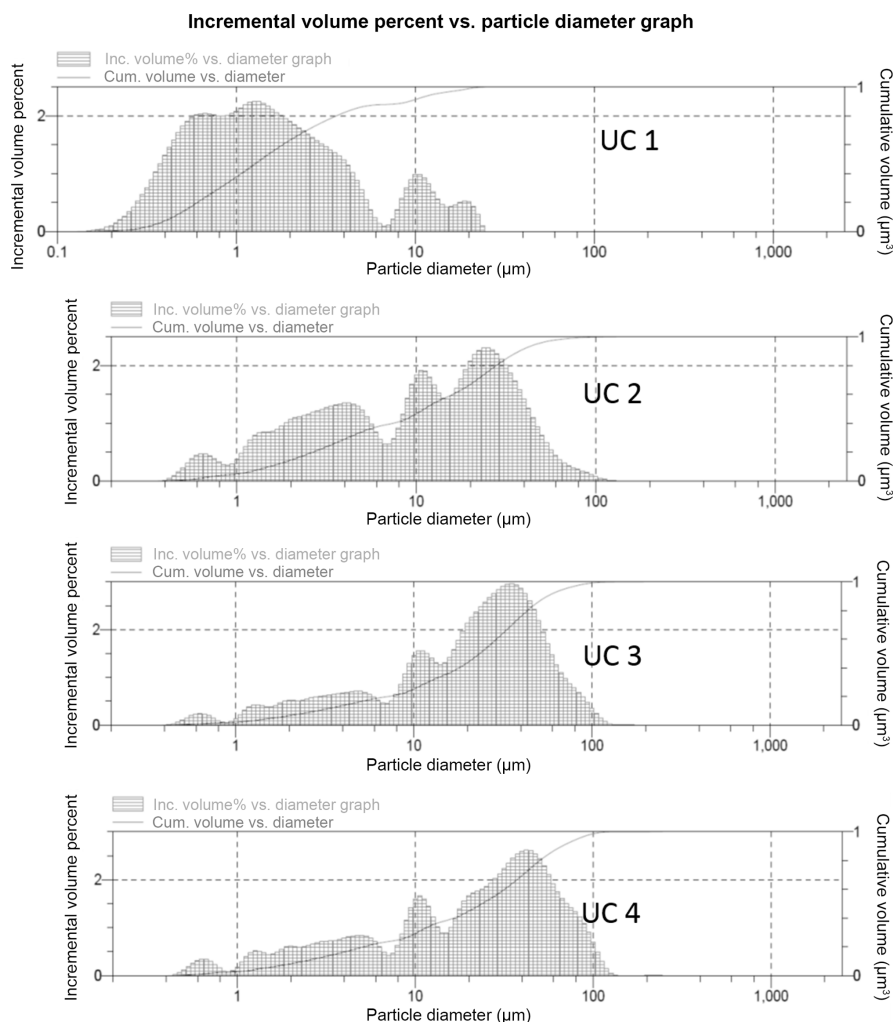 Incremental volume percent vs. particle diameter graph
Inc. volume% vs. diameter graph
Cum. volume vs. diameter
Incremental volume percent
2
0
UC 1
1
0
Cumulative volume (µm³)
0.1 1 10 100 1,000
Particle diameter (µm)
Inc. volume% vs. diameter graph
Cum. volume vs. diameter
Incremental volume percent
2
0
UC 2
1
0
Cumulative volume (µm³)
1 10 100 1,000
Particle diameter (µm)
Inc. volume% vs. diameter graph
Cum. volume vs. diameter
Incremental volume percent
2
0
UC 3
1
0
Cumulative volume (µm³)
1 10 100 1,000
Particle diameter (µm)
Inc. volume% vs. diameter graph
Cum. volume vs. diameter
Incremental volume percent
2
0
UC 4
1
0
Cumulative volume (µm³)
1 10 100 1,000
Particle diameter (µm)